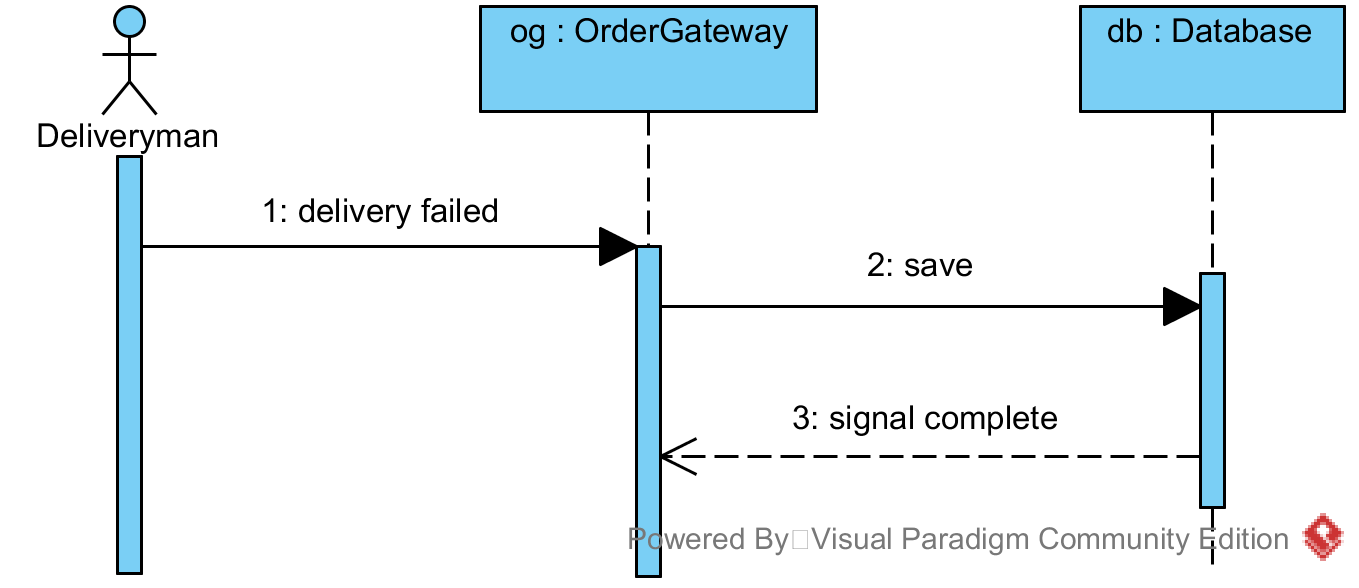 og : OrderGateway
db : Database
Deliveryman
1: delivery failed
2: save
3: signal complete
Powered By Visual Paradigm Community Edition